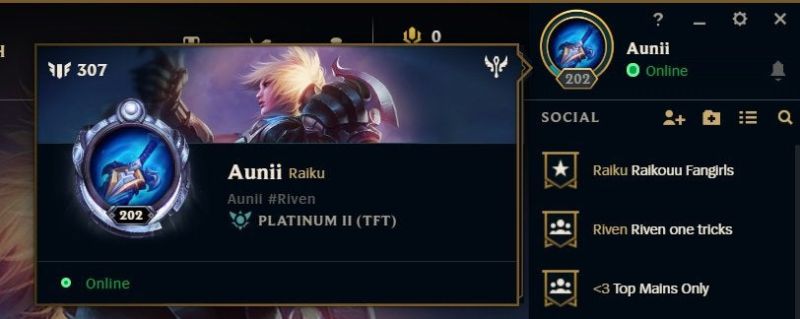 H
0
?
Aunii
202
Online
307
SOCIAL
Aunii Raiku
Aunii #Riven
202
PLATINUM II (TFT)
Online
Raiku Raikouu Fangirls
Riven Riven one tricks
<3 Top Mains Only